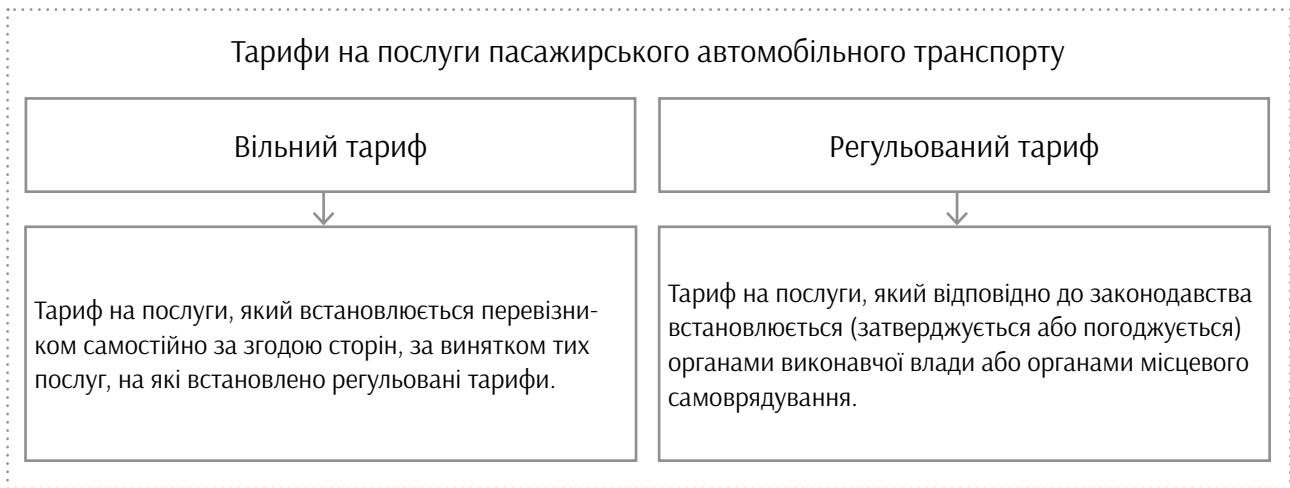 Тарифи на послуги пасажирського автомобільного транспорту
Вільний тариф
Регульований тариф
Тариф на послуги, який встановлюється перевізни-
ком самостійно за згодою сторін, за винятком тих
послуг, на які встановлено регульовані тарифи.
Тариф на послуги, який відповідно до законодавства
встановлюється (затверджується або погоджується)
органами виконавчої влади або органами місцевого
самоврядування.